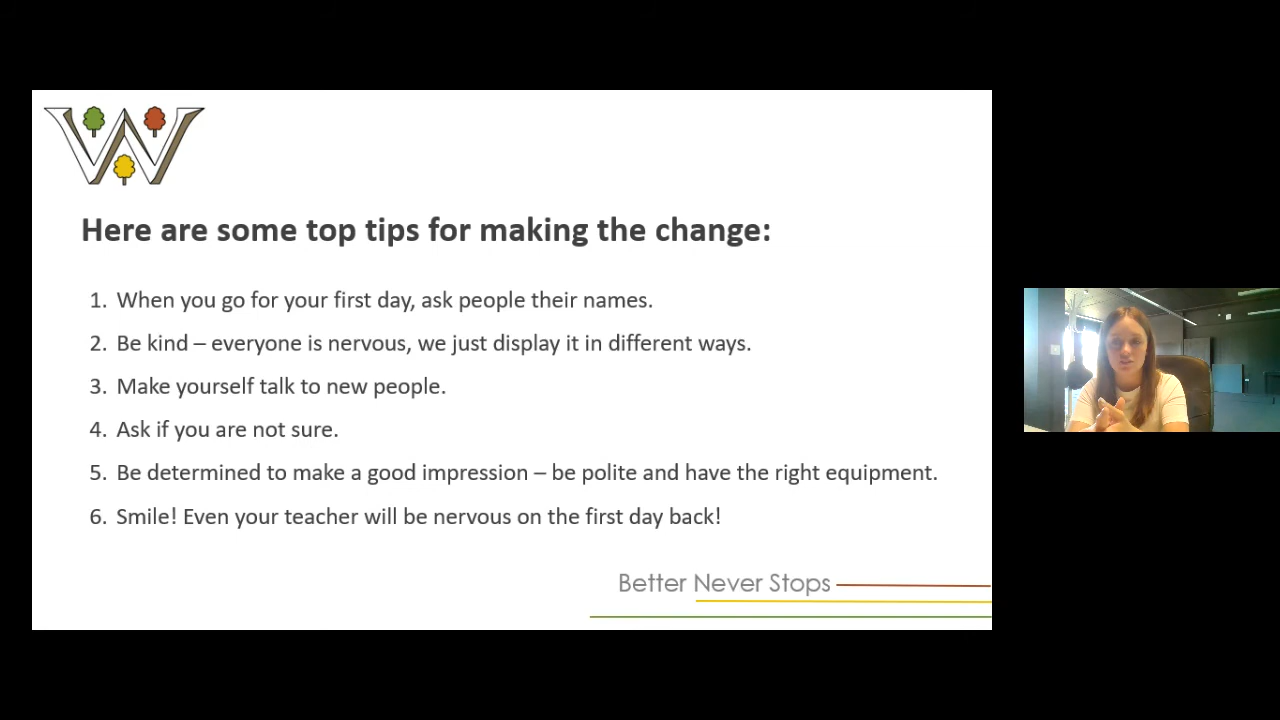 W
Here are some top tips for making the change:
1. When you go for your first day, ask people their names.
2. Be kind – everyone is nervous, we just display it in different ways.
3. Make yourself talk to new people.
4. Ask if you are not sure.
5. Be determined to make a good impression – be polite and have the right equipment.
6. Smile! Even your teacher will be nervous on the first day back!
Better Never Stops